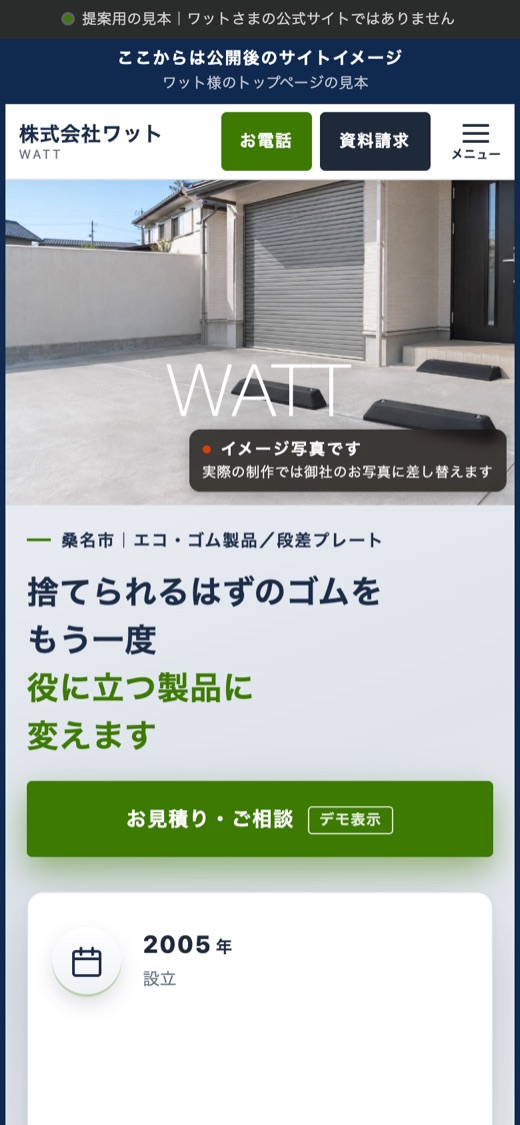 提案用の見本｜ワットさまの公式サイトではありません
ここからは公開後のサイトイメージ
ワット様のトップページの見本
株式会社ワット
WATT
お電話
資料請求
メニュー
WATT
イメージ写真です
実際の制作では御社のお写真に差し替えます
桑名市｜エコ・ゴム製品／段差プレート
捨てられるはずのゴムを
もう一度
役に立つ製品に
変えます
お見積り・ご相談 デモ表示
2005年
設立